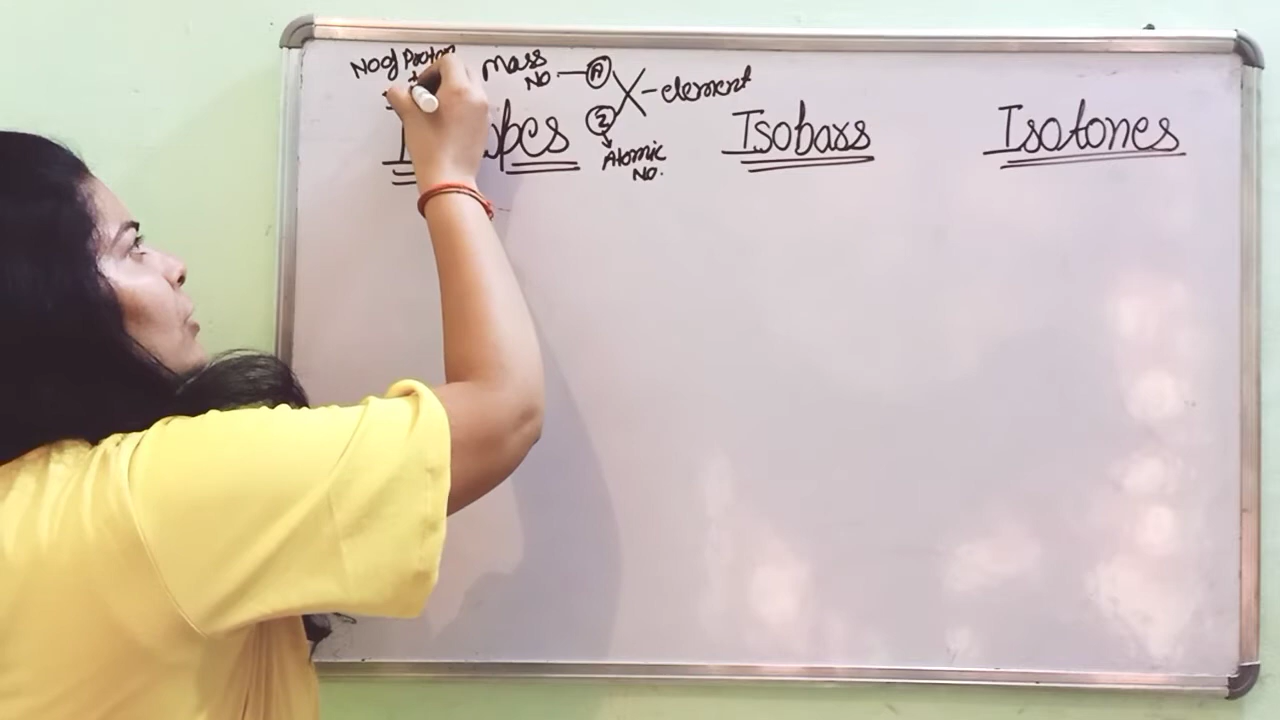 No of Proton
+
Mass
No
A
X
element
Z
Atomic
No.
Isobars
Isotones